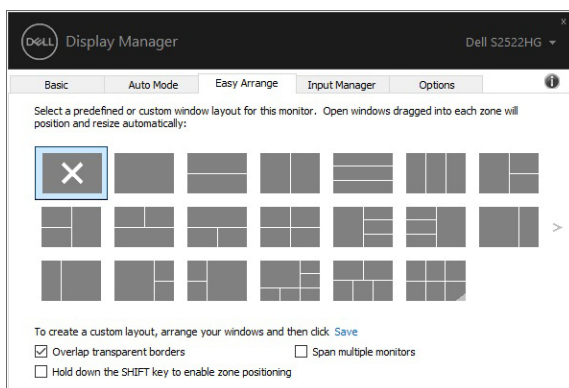 x
DELL Display Manager Dell S2522HG
Basic Auto Mode Easy Arrange Input Manager Options
Select a predefined or custom window layout for this monitor. Open windows dragged into each zone will
position and resize automatically:
>
To create a custom layout, arrange your windows and then click Save
Overlap transparent borders Span multiple monitors
Hold down the SHIFT key to enable zone positioning